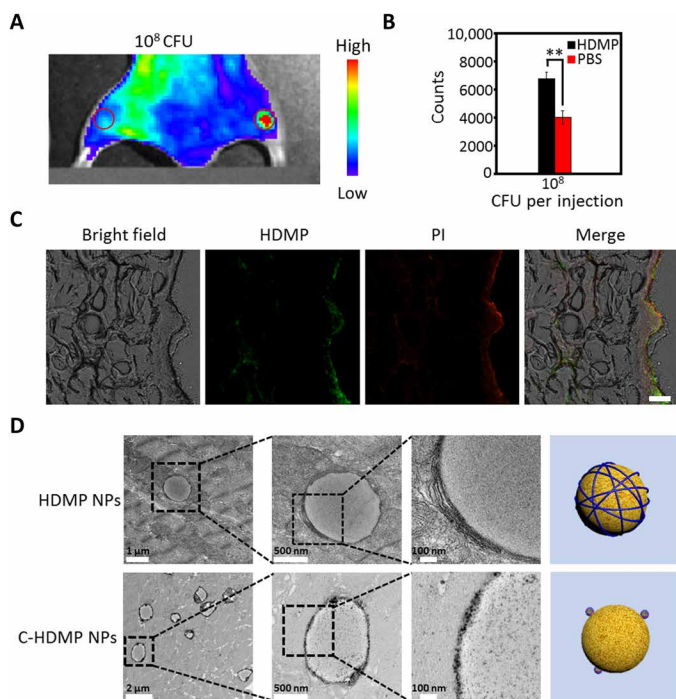 A
10⁸ CFU
High
Low
B
10,000
8000
6000
4000
2000
0
Counts
HDMP
PBS
**
10⁸
CFU per injection
C
Bright field
HDMP
PI
Merge
D
HDMP NPs
1 µm
500 nm
100 nm
C-HDMP NPs
2 µm
500 nm
100 nm